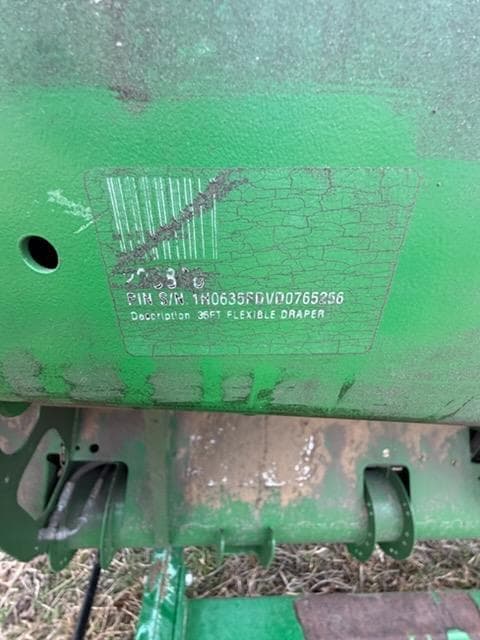 PIN S/N 1H0635FDVD0765256
Description 35FT FLEXIBLE DRAPER